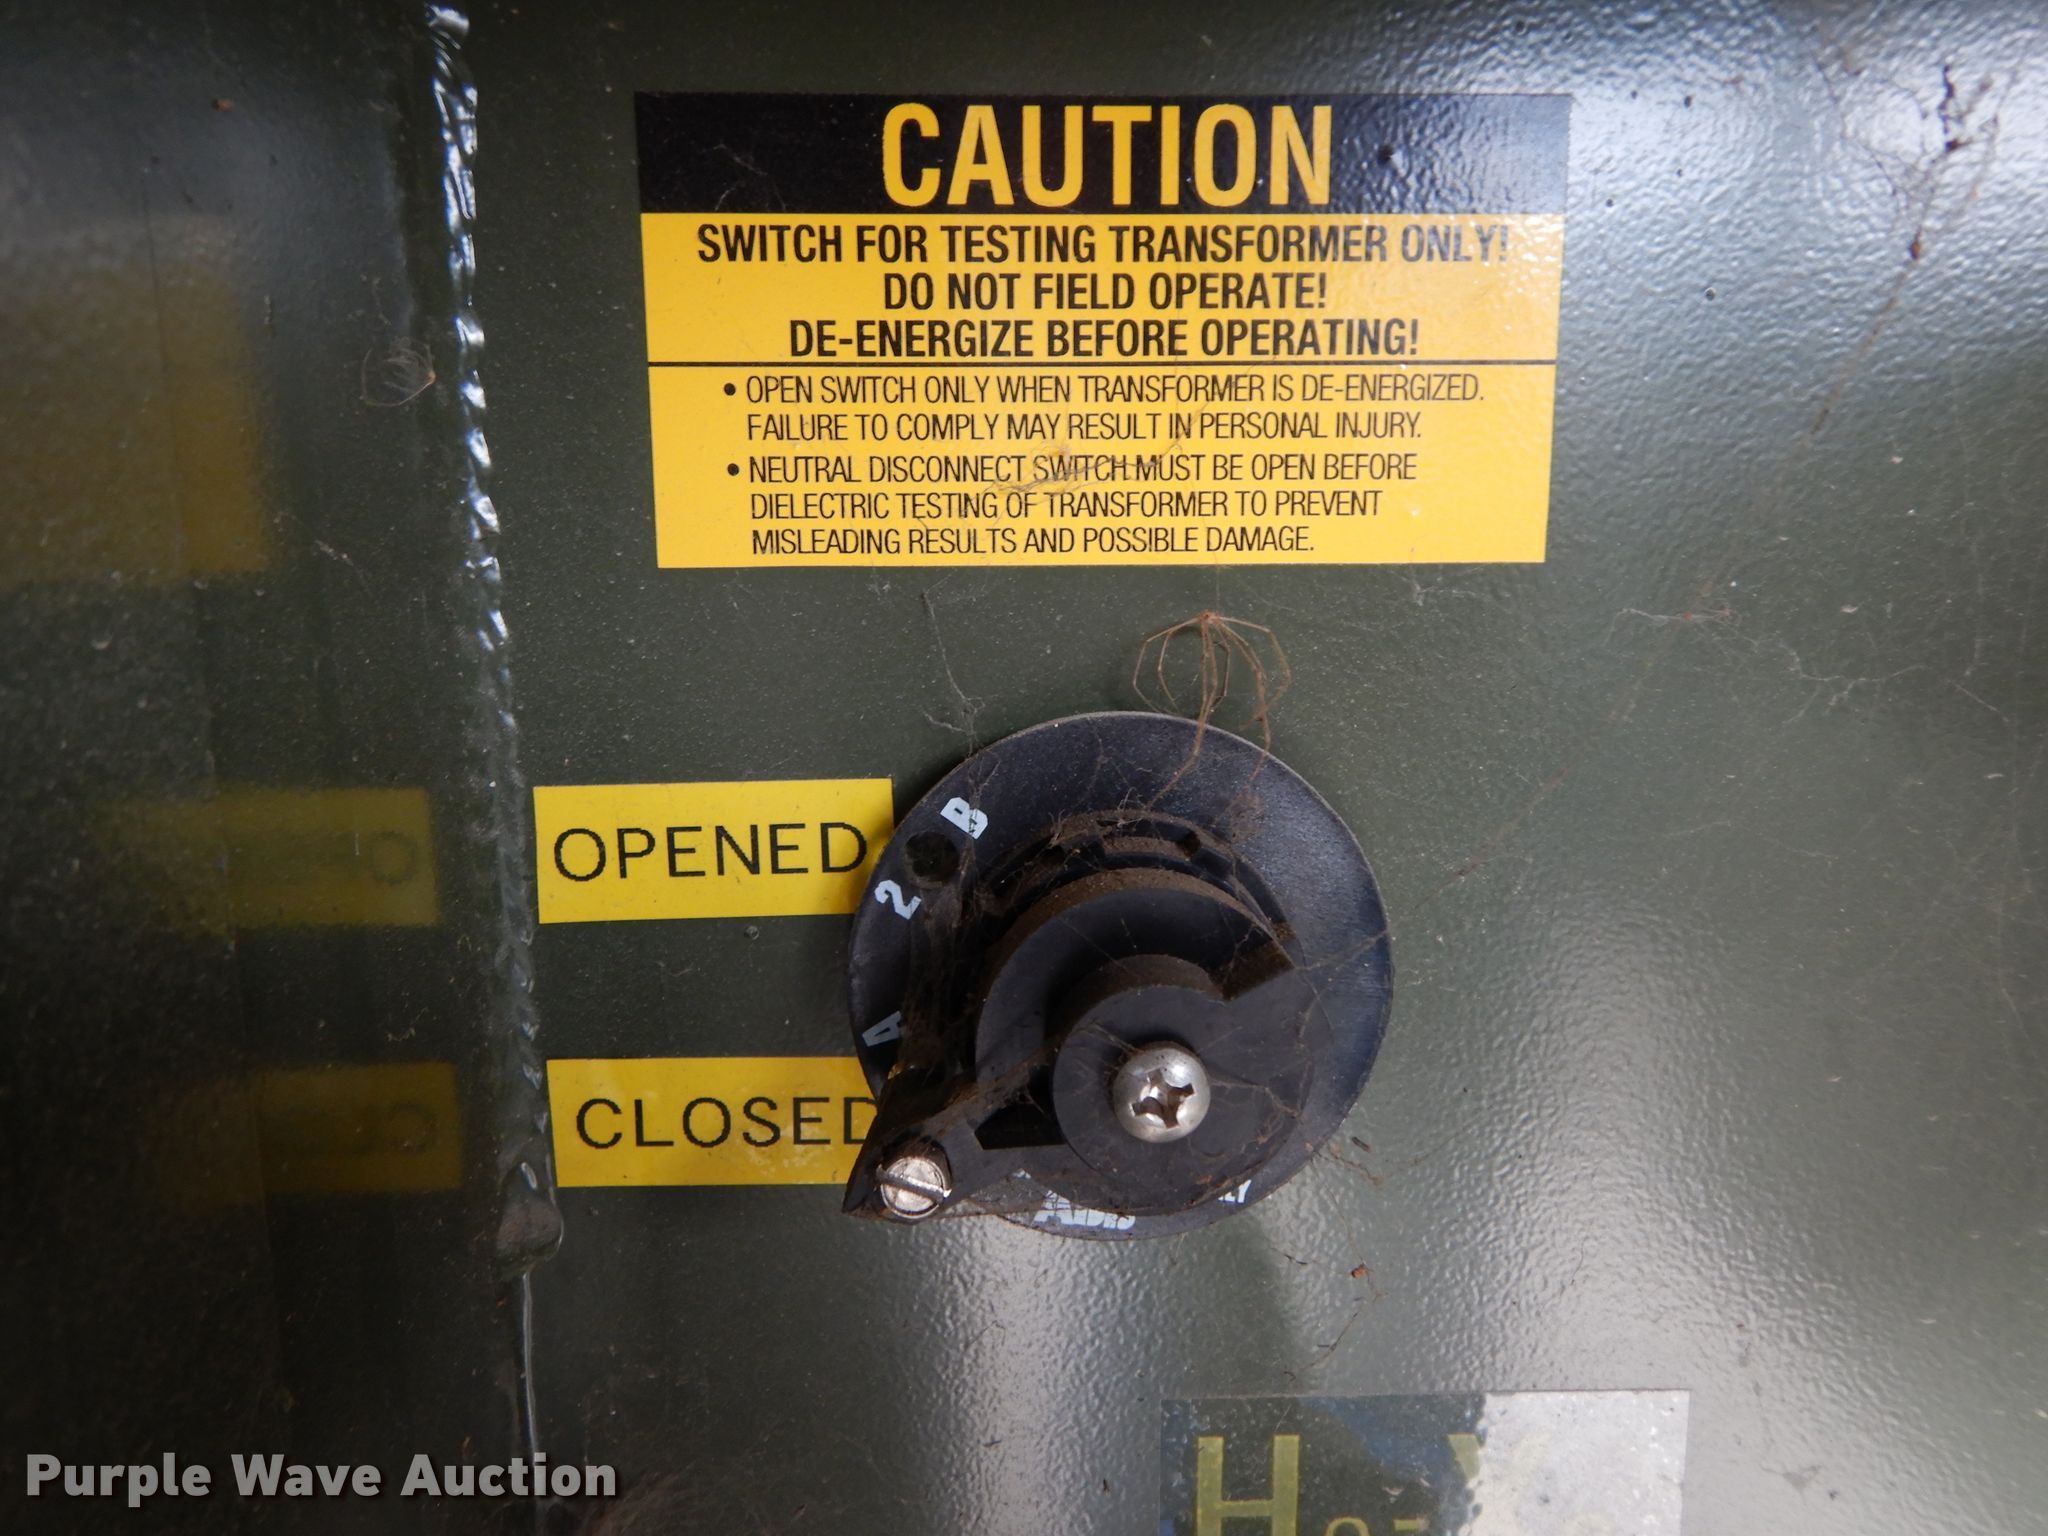 CAUTION
SWITCH FOR TESTING TRANSFORMER ONLY!
DO NOT FIELD OPERATE!
DE-ENERGIZE BEFORE OPERATING!
• OPEN SWITCH ONLY WHEN TRANSFORMER IS DE-ENERGIZED.
FAILURE TO COMPLY MAY RESULT IN PERSONAL INJURY.
• NEUTRAL DISCONNECT SWITCH MUST BE OPEN BEFORE
DIELECTRIC TESTING OF TRANSFORMER TO PREVENT
MISLEADING RESULTS AND POSSIBLE DAMAGE.
B
OPENED
2
A
CLOSED
Purple Wave Auction